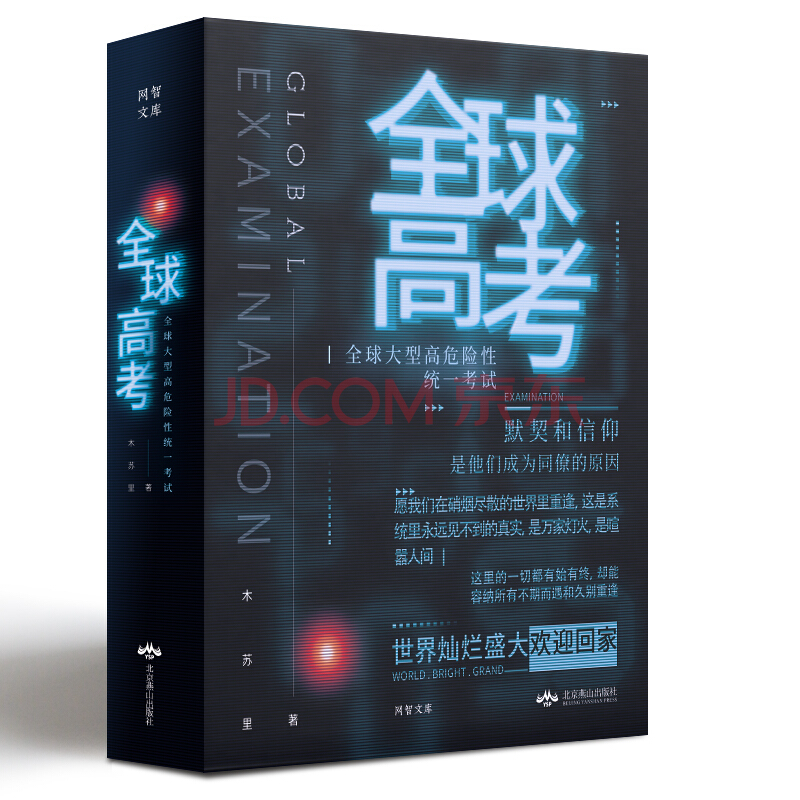 网智
文库
全球
高考
全球大型高危险性统一考试
木苏里 著
YSP
北京燕山出版社
GLOBAL
EXAMINATION
全球
高考
全球大型高危险性
统一考试
JD.COM 京东
EXAMINATION
默契和信仰
是他们成为同僚的原因
愿我们在硝烟尽散的世界里重逢,这是系
统里永远见不到的真实,是万家灯火,是喧
嚣人间
这里的一切都有始有终,却能
容纳所有不期而遇和久别重逢
世界灿烂盛大欢迎回家
WORLD.BRIGHT.GRAND
木苏里 著
网智文库
YSP
北京燕山出版社
BEIJING YANSHAN PRESS